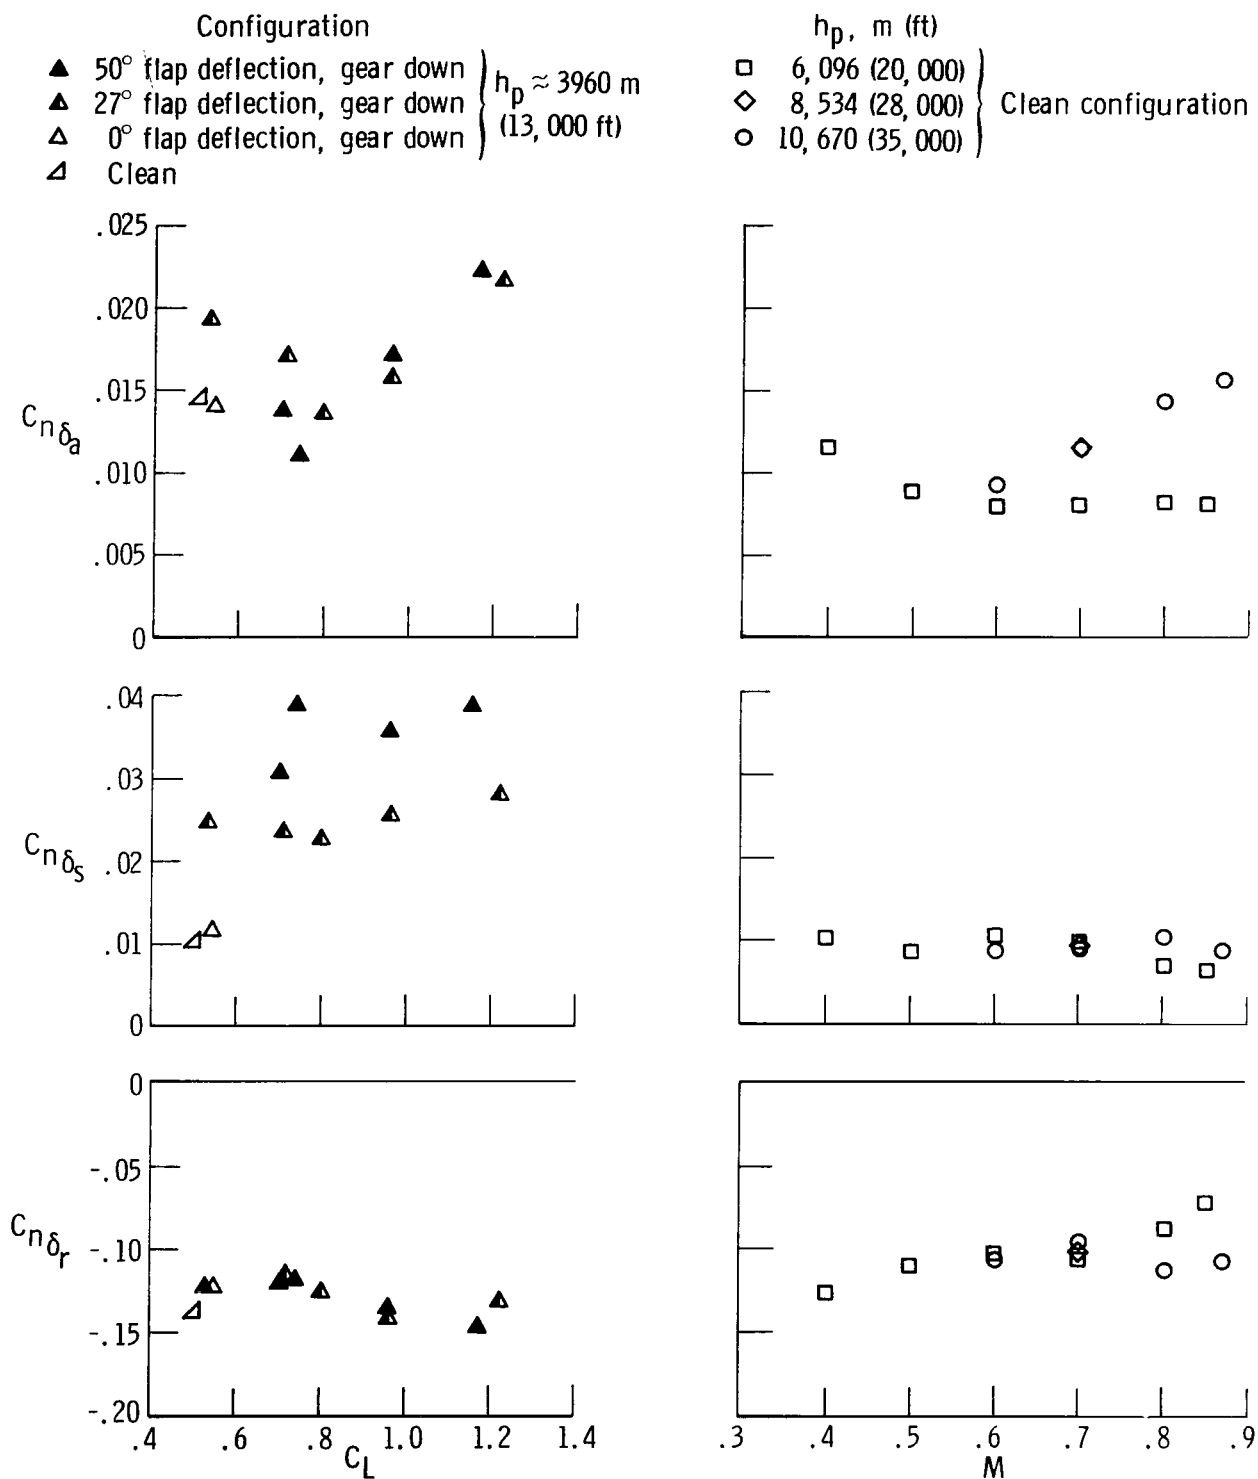 Configuration
50° flap deflection, gear down
27° flap deflection, gear down
0° flap deflection, gear down
Clean
hp ≈ 3960 m
(13, 000 ft)
hp, m (ft)
6, 096 (20, 000)
8, 534 (28, 000)
10, 670 (35, 000)
Clean configuration
.025
.020
.015
.010
.005
0
Cnδa
.04
.03
.02
.01
0
Cnδs
0
-.05
-.10
-.15
-.20
Cnδr
.4 .6 .8 1.0 1.2 1.4
CL
.3 .4 .5 .6 .7 .8 .9
M